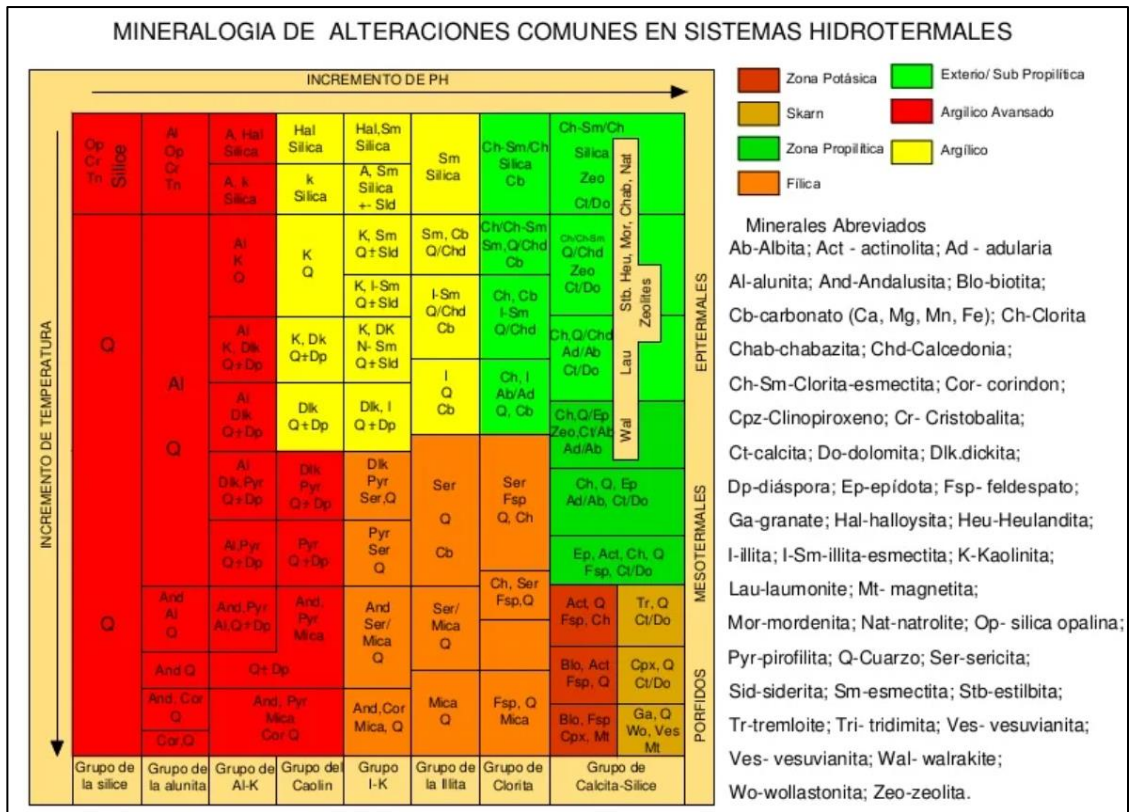 MINERALOGIA DE ALTERACIONES COMUNES EN SISTEMAS HIDROTERMALES
INCREMENTO DE PH
INCREMENTO DE TEMPERATURA
Op
Cr
Tn
Silice
Q
Q
Al
Op
Cr
Tn
Al
Q
And
Al
Q
And Q
And, Cor
Q
Cor,Q
A, Hal
Silica
A, k
Silica
Al
K
Q
Al
K, Dlk
Q±Dp
Al
Dlk
Q±Dp
Al
Dlk,Pyr
Q±Dp
Al,Pyr
Q±Dp
And,Pyr
Al,Q±Dp
Q± Dp
And, Pyr
Mica
Cor Q
Hal
Silica
k
Silica
K
Q
K, Dk
Q±Dp
Dlk
Q±Dp
Dlk
Pyr
Q±Dp
Pyr
Q±Dp
And,
Pyr
Mica
Hal,Sm
Silica
A, Sm
Silica
+- Sld
K, Sm
Q±Sld
K, I-Sm
Q±Sld
K, DK
N- Sm
Q±Sld
Dlk, I
Q±Dp
Dlk
Pyr
Ser,Q
Pyr
Ser
Q
And
Ser/
Mica
Q
And,Cor
Mica, Q
Sm
Silica
Sm, Cb
Q/Chd
I-Sm
Q/Chd
Cb
I
Q
Cb
Ser
Q
Cb
Ser/
Mica
Q
Mica
Q
Ch-Sm/Ch
Silica
Cb
Ch/Ch-Sm
Sm,Q/Chd
Cb
Ch, Cb
I-Sm
Q/Chd
Ch, I
Ab/Ad
Q, Cb
Ser
Fsp
Q, Ch
Ch, Ser
Fsp,Q
Fsp, Q
Mica
Ch-Sm/Ch
Silica
Zeo
Ct/Do
Ch/Ch-Sm
Q/Chd
Zeo
Ct/Do
Ch,Q/Chd
Ad/Ab
Ct/Do
Ch,Q/Ep
Zeo,Ct/Ab
Ad/Ab
Ch, Q, Ep
Ad/Ab, Ct/Do
Ep, Act, Ch, Q
Fsp, Ct/Do
Act, Q
Fsp, Ch
Tr, Q
Ct/Do
Blo, Act
Fsp, Q
Cpx, Q
Ct/Do
Blo, Fsp
Cpx, Mt
Ga, Q
Wo, Ves
Mt
Stb. Heu, Mor, Chab, Nat
Lau
Wal
Zeolites
EPITERMALES
MESOTERMALES
PORFIDOS
Grupo de
la silice
Grupo de
la alunita
Grupo de
Al-K
Grupo del
Caolin
Grupo
I-K
Grupo de
la Illita
Grupo de
Clorita
Grupo de
Calcita-Silice
Zona Potásica
Skarn
Zona Propilítica
Fílica
Exterio/ Sub Propilítica
Argilico Avansado
Argílico
Minerales Abreviados
Ab-Albita; Act - actinolita; Ad - adularia
Al-alunita; And-Andalusita; Blo-biotita;
Cb-carbonato (Ca, Mg, Mn, Fe); Ch-Clorita
Chab-chabazita; Chd-Calcedonia;
Ch-Sm-Clorita-esmectita; Cor- corindon;
Cpz-Clinopiroxeno; Cr- Cristobalita;
Ct-calcita; Do-dolomita; Dlk.dickita;
Dp-diáspora; Ep-epídota; Fsp- feldespato;
Ga-granate; Hal-halloysita; Heu-Heulandita;
I-illita; I-Sm-illita-esmectita; K-Kaolinita;
Lau-laumonite; Mt- magnetita;
Mor-mordenita; Nat-natrolite; Op- silica opalina;
Pyr-pirofilita; Q-Cuarzo; Ser-sericita;
Sid-siderita; Sm-esmectita; Stb-estilbita;
Tr-tremloite; Tri- tridimita; Ves- vesuvianita;
Ves- vesuvianite; Wal- walrakite;
Wo-wollastonita; Zeo-zeolita.